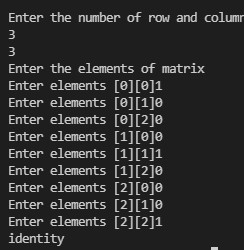 Enter the number of row and colum
3
3
Enter the elements of matrix
Enter elements [0][0]1
Enter elements [0][1]0
Enter elements [0][2]0
Enter elements [1][0]0
Enter elements [1][1]1
Enter elements [1][2]0
Enter elements [2][0]0
Enter elements [2][1]0
Enter elements [2][2]1
identity